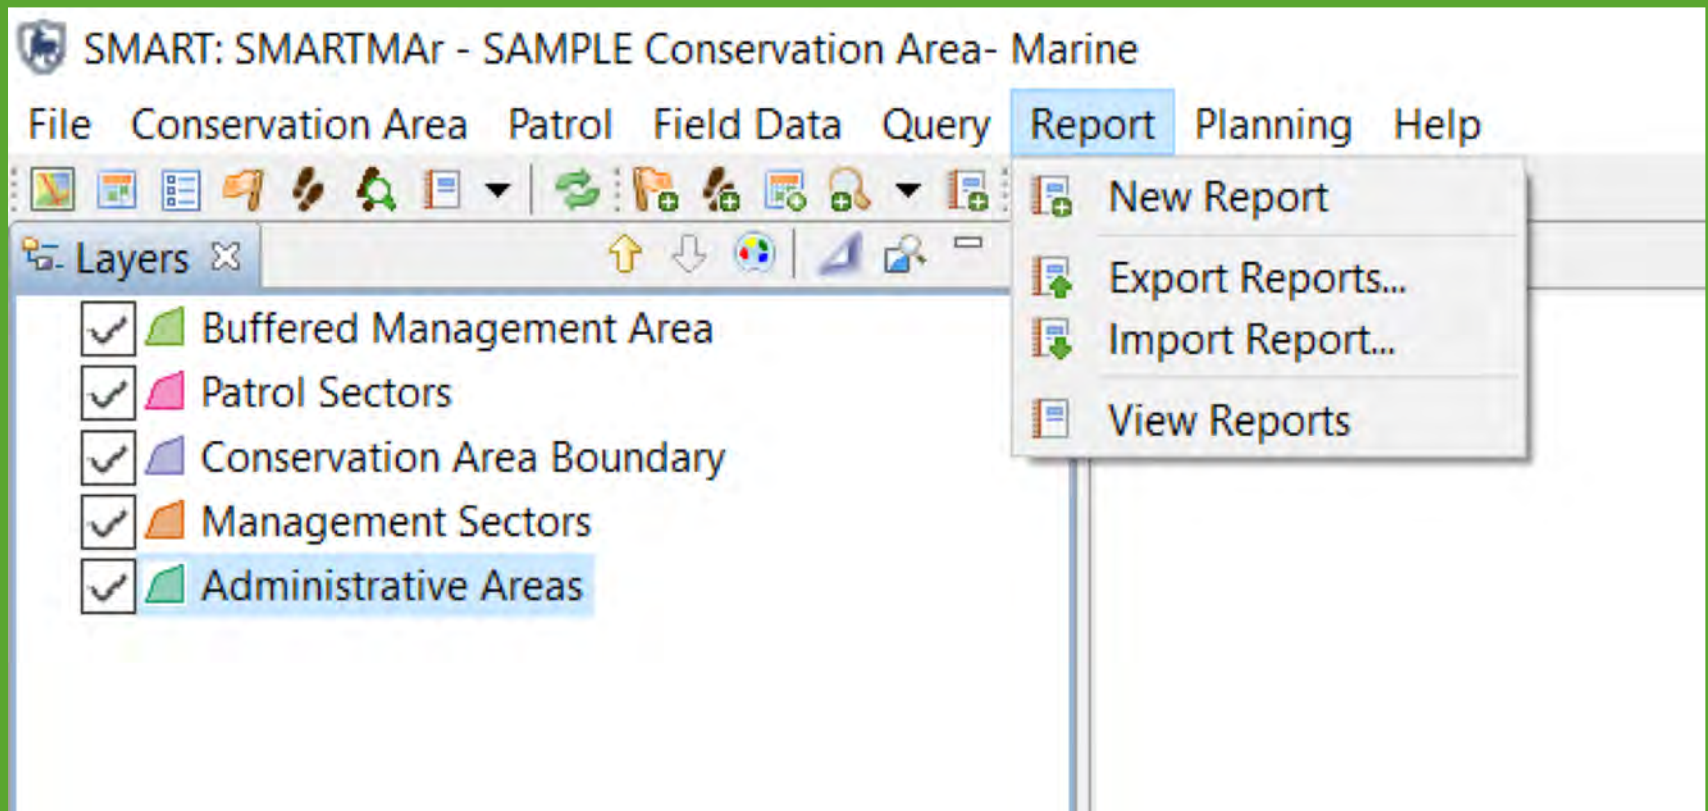 SMART: SMARTMAr - SAMPLE Conservation Area- Marine
File Conservation Area Patrol Field Data Query Report Planning Help
New Report
Export Reports...
Import Report...
View Reports
Layers
Buffered Management Area
Patrol Sectors
Conservation Area Boundary
Management Sectors
Administrative Areas